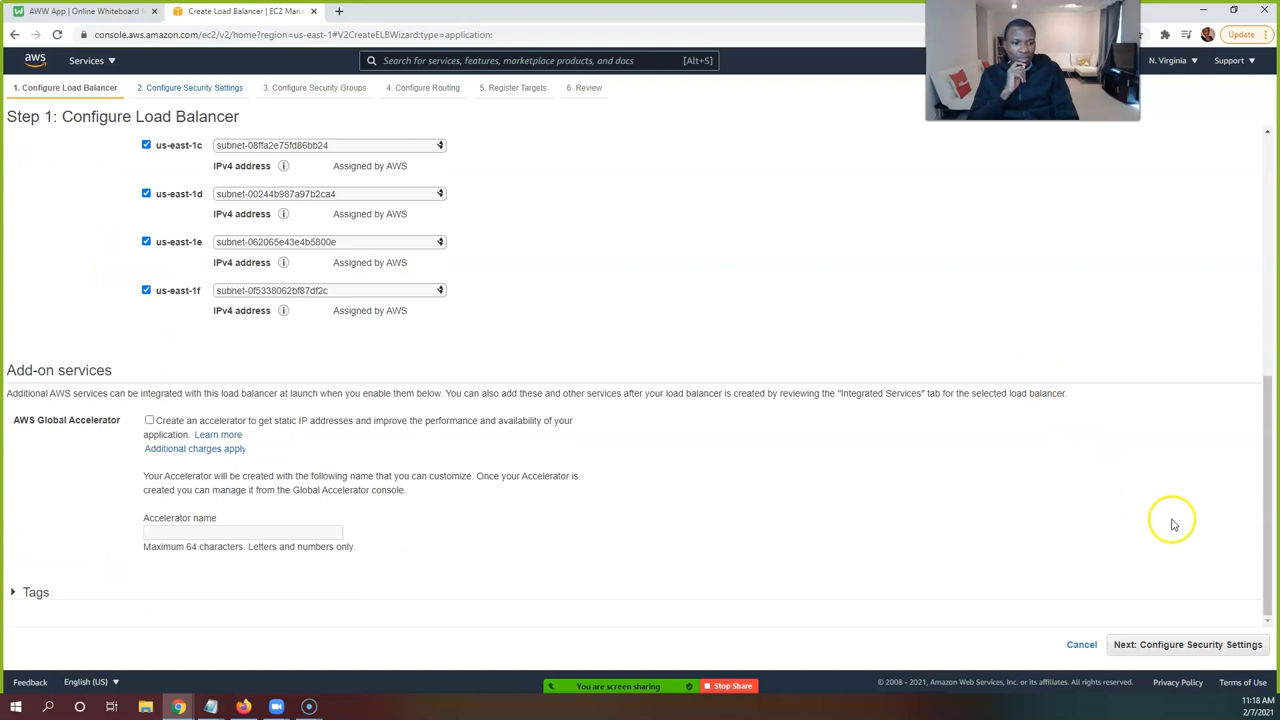 AWW App | Online Whiteboard
Create Load Balancer | EC2 Mana
console.aws.amazon.com/ec2/v2/home?region=us-east-1#V2CreateELBWizard:type=application:
Update
aws
Services
Search for services, features, marketplace products, and docs
[Alt+S]
N. Virginia
Support
1. Configure Load Balancer
2. Configure Security Settings
3. Configure Security Groups
4. Configure Routing
5. Register Targets
6. Review
Step 1: Configure Load Balancer
us-east-1c
subnet-08ffa2e75fd86bb24
IPv4 address
Assigned by AWS
us-east-1d
subnet-00244b987a97b2ca4
IPv4 address
Assigned by AWS
us-east-1e
subnet-062065e43e4b5800e
IPv4 address
Assigned by AWS
us-east-1f
subnet-0f5338062bf87df2c
IPv4 address
Assigned by AWS
Add-on services
Additional AWS services can be integrated with this load balancer at launch when you enable them below. You can also add these and other services after your load balancer is created by reviewing the "Integrated Services" tab for the selected load balancer.
AWS Global Accelerator
Create an accelerator to get static IP addresses and improve the performance and availability of your
application. Learn more
Additional charges apply
Your Accelerator will be created with the following name that you can customize. Once your Accelerator is
created you can manage it from the Global Accelerator console.
Accelerator name
Maximum 64 characters. Letters and numbers only.
Tags
Cancel
Next: Configure Security Settings
Feedback
English (US)
You are screen sharing
Stop Share
© 2008 - 2021, Amazon Web Services, Inc. or its affiliates. All rights reserved.
Privacy Policy
Terms of Use
11:18 AM
2/7/2021